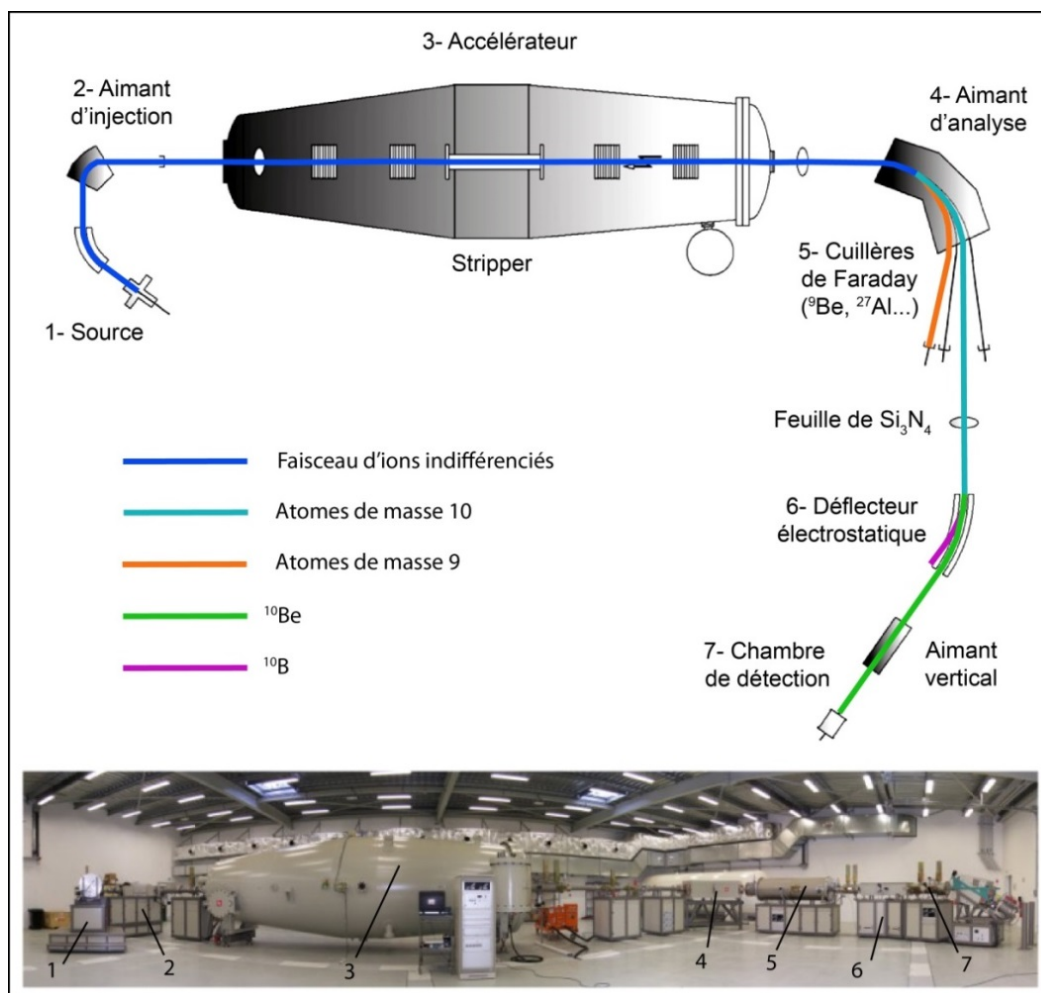 3- Accélérateur
2- Aimant
d'injection
4- Aimant
d'analyse
Stripper
5- Cuillères
de Faraday
(⁹Be, ²⁷Al...)
1- Source
Feuille de Si₃N₄
Faisceau d'ions indifférenciés
Atomes de masse 10
Atomes de masse 9
¹⁰Be
¹⁰B
6- Déflecteur
électrostatique
7- Chambre
de détection
Aimant
vertical
1
2
3
4
5
6
7